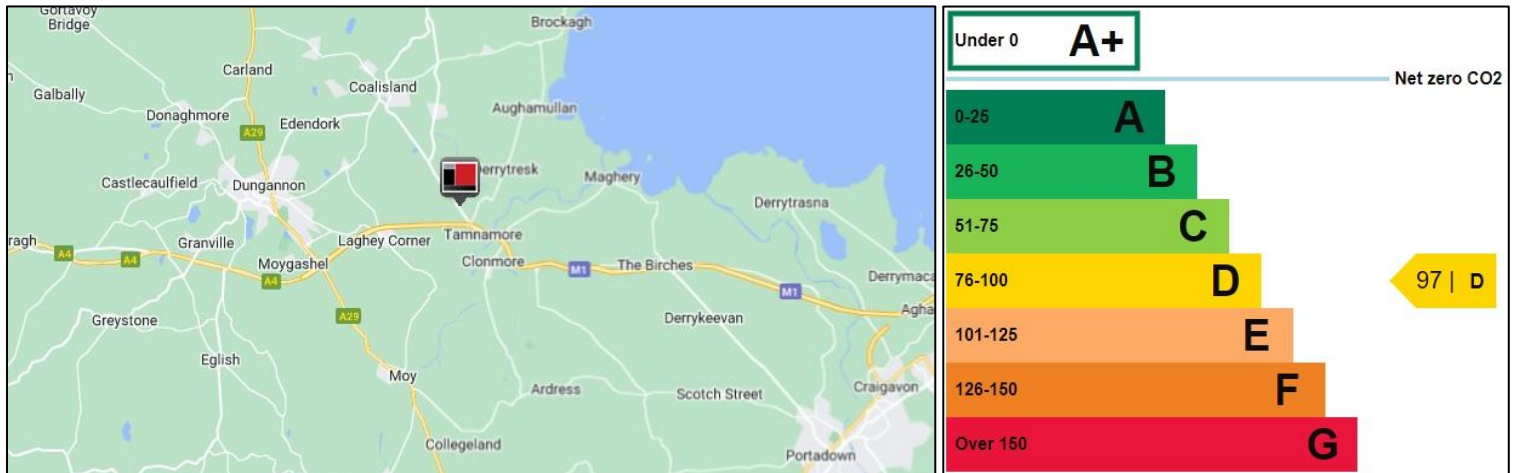 Gortavoy
Bridge
Brockagh
Carland
Coalisland
Galbally
Aughamullan
Donaghmore
Edendork
A29
Derrytresk
Castlecaulfield
Dungannon
Maghery
Derrytrasna
ragh
Granville
Laghey Corner
Tamnamore
A4
A4
Moygashel
Clonmore
M1
The Birches
Derrymaca
A4
M1
Agha
A29
Greystone
Derrykeevan
Eglish
Moy
Ardress
Scotch Street
Craigavon
Collegeland
Portadown
Under 0 A+
Net zero CO2
0-25 A
26-50 B
51-75 C
76-100 D
97 | D
101-125 E
126-150 F
Over 150 G